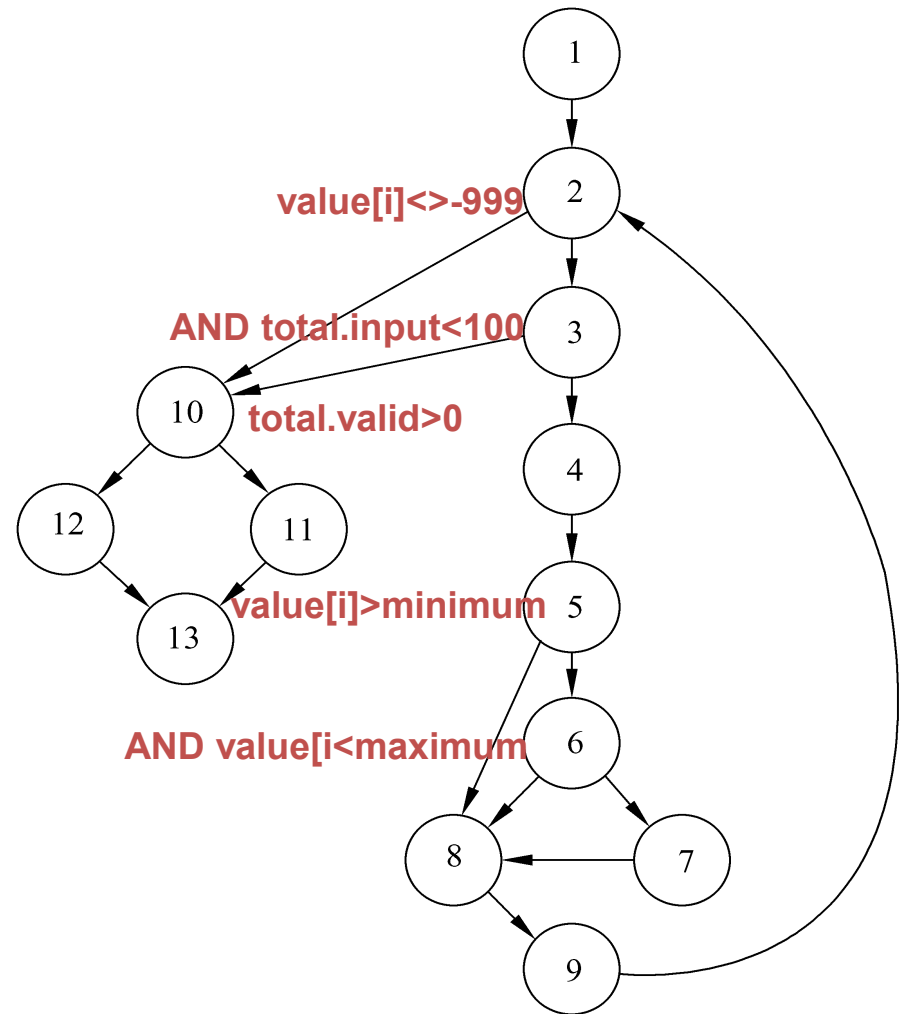 1
2
value[i]<>-999
3
AND total.input<100
10
total.valid>0
4
12
11
value[i]>minimum
5
13
AND value[i<maximum
6
8
7
9